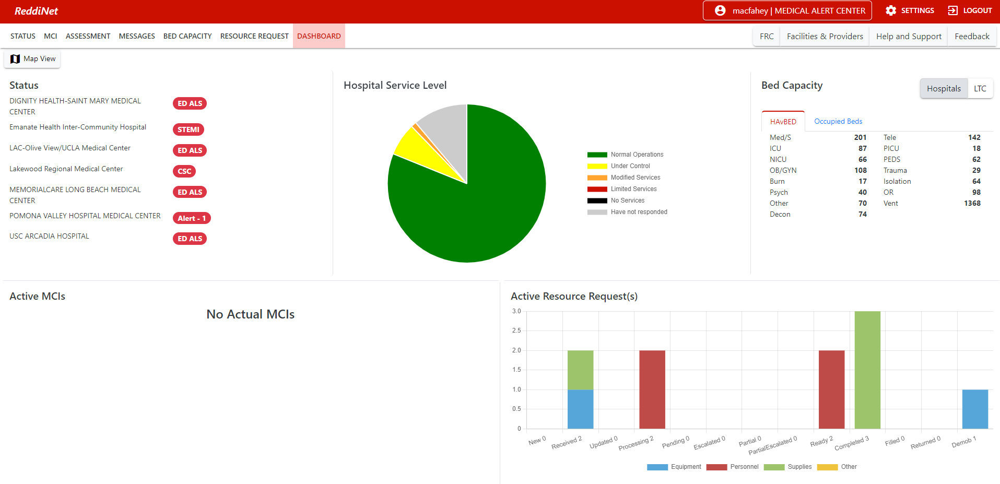 ReddiNet
macfahey | MEDICAL ALERT CENTER
SETTINGS
LOGOUT
STATUS MCI ASSESSMENT MESSAGES BED CAPACITY RESOURCE REQUEST DASHBOARD
FRC Facilities & Providers Help and Support Feedback
Map View
Status
DIGNITY HEALTH-SAINT MARY MEDICAL
CENTER
ED ALS
Emanate Health Inter-Community Hospital
STEMI
LAC-Olive View/UCLA Medical Center
ED ALS
Lakewood Regional Medical Center
CSC
MEMORIALCARE LONG BEACH MEDICAL
CENTER
ED ALS
POMONA VALLEY HOSPITAL MEDICAL CENTER
Alert - 1
USC ARCADIA HOSPITAL
ED ALS
Hospital Service Level
Normal Operations
Under Control
Modified Services
Limited Services
No Services
Have not responded
Bed Capacity
Hospitals LTC
HAvBED Occupied Beds
Med/S 201 Tele 142
ICU 87 PICU 18
NICU 66 PEDS 62
OB/GYN 108 Trauma 29
Burn 17 Isolation 64
Psych 40 OR 98
Other 70 Vent 1368
Decon 74
Active MCIs
No Actual MCIs
Active Resource Request(s)
3.0
2.5
2.0
1.5
1.0
0.5
0
New 0
Received 2
Updated 0
Processing 2
Pending 0
Escalated 0
Partial 0
PartialEscalated 0
Ready 2
Completed 3
Filled 0
Returned 0
Demob 1
Equipment Personnel Supplies Other